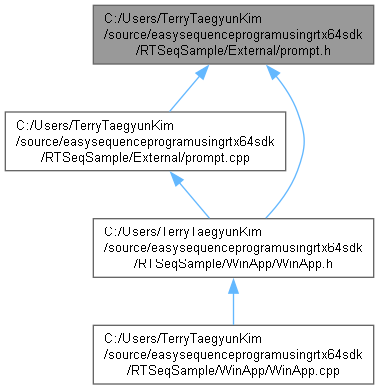 C:/Users/TerryTaegyunKim
/source/easysequenceprogramusingrtx64sdk
/RTSeqSample/External/prompt.h
C:/Users/TerryTaegyunKim
/source/easysequenceprogramusingrtx64sdk
/RTSeqSample/External/prompt.cpp
C:/Users/TerryTaegyunKim
/source/easysequenceprogramusingrtx64sdk
/RTSeqSample/WinApp/WinApp.h
C:/Users/TerryTaegyunKim
/source/easysequenceprogramusingrtx64sdk
/RTSeqSample/WinApp/WinApp.cpp